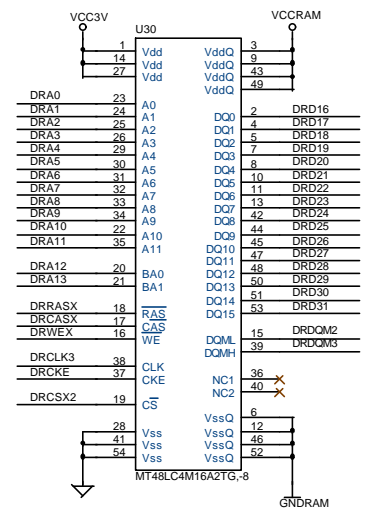 VCC3V VCCRAM
U30
1 Vdd VddQ 3
14 Vdd VddQ 9
27 Vdd VddQ 43
VddQ 49
DRA0 23 A0 DQ0 2 DRD16
DRA1 24 A1 DQ1 4 DRD17
DRA2 25 A2 DQ2 5 DRD18
DRA3 26 A3 DQ3 7 DRD19
DRA4 29 A4 DQ4 8 DRD20
DRA5 30 A5 DQ5 10 DRD21
DRA6 31 A6 DQ6 11 DRD22
DRA7 32 A7 DQ7 13 DRD23
DRA8 33 A8 DQ8 42 DRD24
DRA9 34 A9 DQ9 44 DRD25
DRA10 22 A10 DQ10 45 DRD26
DRA11 35 A11 DQ11 47 DRD27
DRA12 20 BA0 DQ12 48 DRD28
DRA13 21 BA1 DQ13 50 DRD29
DQ14 51 DRD30
DRRASX 18 RAS DQ15 53 DRD31
DRCASX 17 CAS
DRWEX 16 WE DQML 15 DRDQM2
DQMH 39 DRDQM3
DRCLK3 38 CLK
DRCKE 37 CKE NC1 36
NC2 40
DRCSX2 19 CS
VssQ 6
28 Vss VssQ 12
41 Vss VssQ 46
54 Vss VssQ 52
MT48LC4M16A2TG,-8
GNDRAM